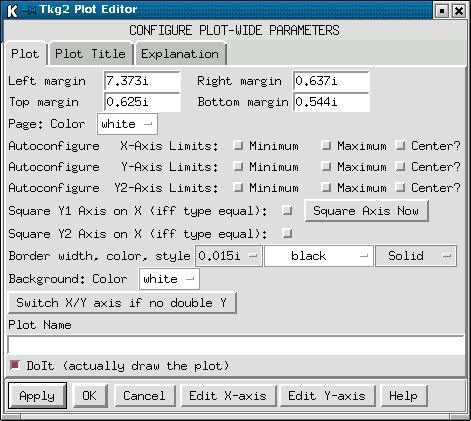 Tkg2 Plot Editor
CONFIGURE PLOT-WIDE PARAMETERS
Plot Plot Title Explanation
Left margin 7.373i Right margin 0.637i
Top margin 0.625i Bottom margin 0.544i
Page: Color white
Autoconfigure X-Axis Limits: Minimum Maximum Center?
Autoconfigure Y-Axis Limits: Minimum Maximum Center?
Autoconfigure Y2-Axis Limits: Minimum Maximum Center?
Square Y1 Axis on X (iff type equal): Square Axis Now
Square Y2 Axis on X (iff type equal):
Border width, color, style 0.015i black Solid
Background: Color white
Switch X/Y axis if no double Y
Plot Name
DoIt (actually draw the plot)
Apply OK Cancel Edit X-axis Edit Y-axis Help